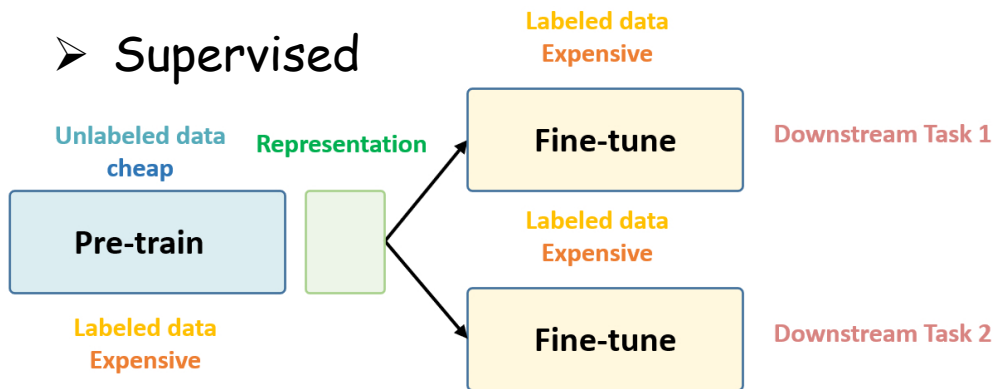 ➢ Supervised
Labeled data
Expensive
Unlabeled data
cheap
Representation
Fine-tune
Downstream Task 1
Pre-train
Labeled data
Expensive
Labeled data
Expensive
Fine-tune
Downstream Task 2